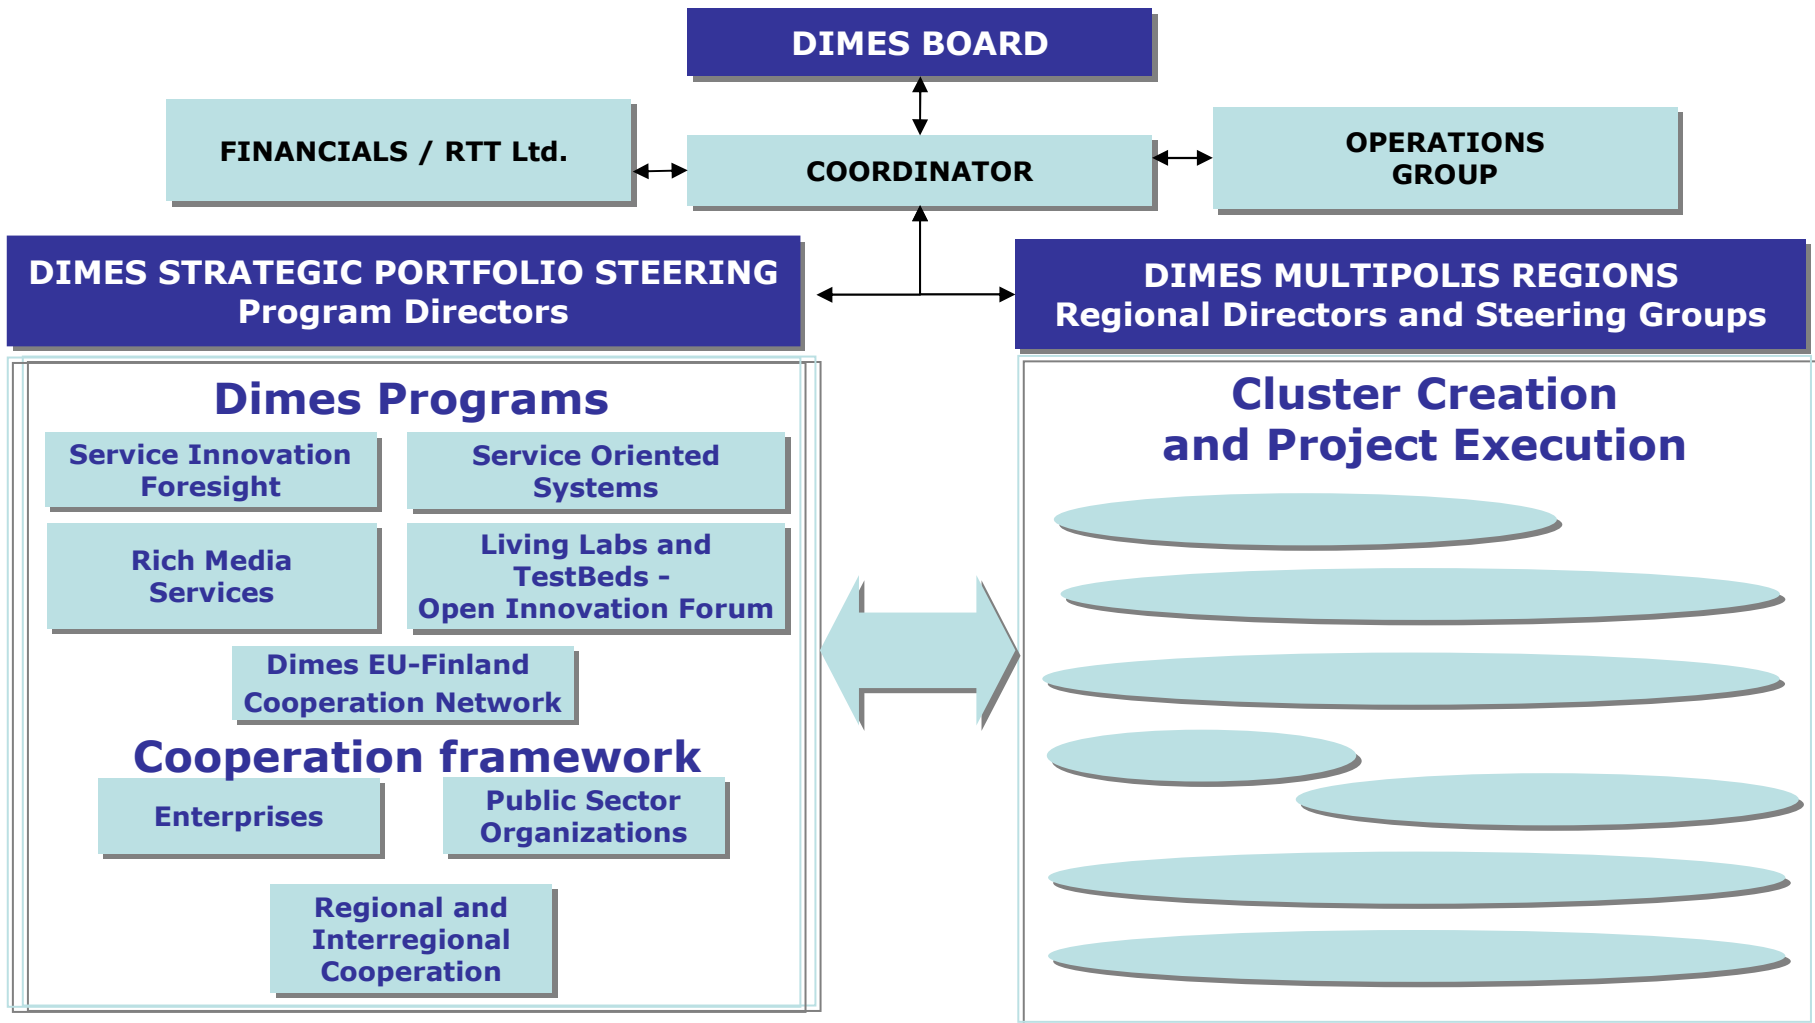 DIMES BOARD
FINANCIALS / RTT Ltd.
COORDINATOR
OPERATIONS
GROUP
DIMES STRATEGIC PORTFOLIO STEERING
Program Directors
DIMES MULTIPOLIS REGIONS
Regional Directors and Steering Groups
Dimes Programs
Service Innovation
Foresight
Service Oriented
Systems
Rich Media
Services
Living Labs and
TestBeds –
Open Innovation Forum
Dimes EU-Finland
Cooperation Network
Cooperation framework
Enterprises
Public Sector
Organizations
Regional and
Interregional
Cooperation
Cluster Creation
and Project Execution